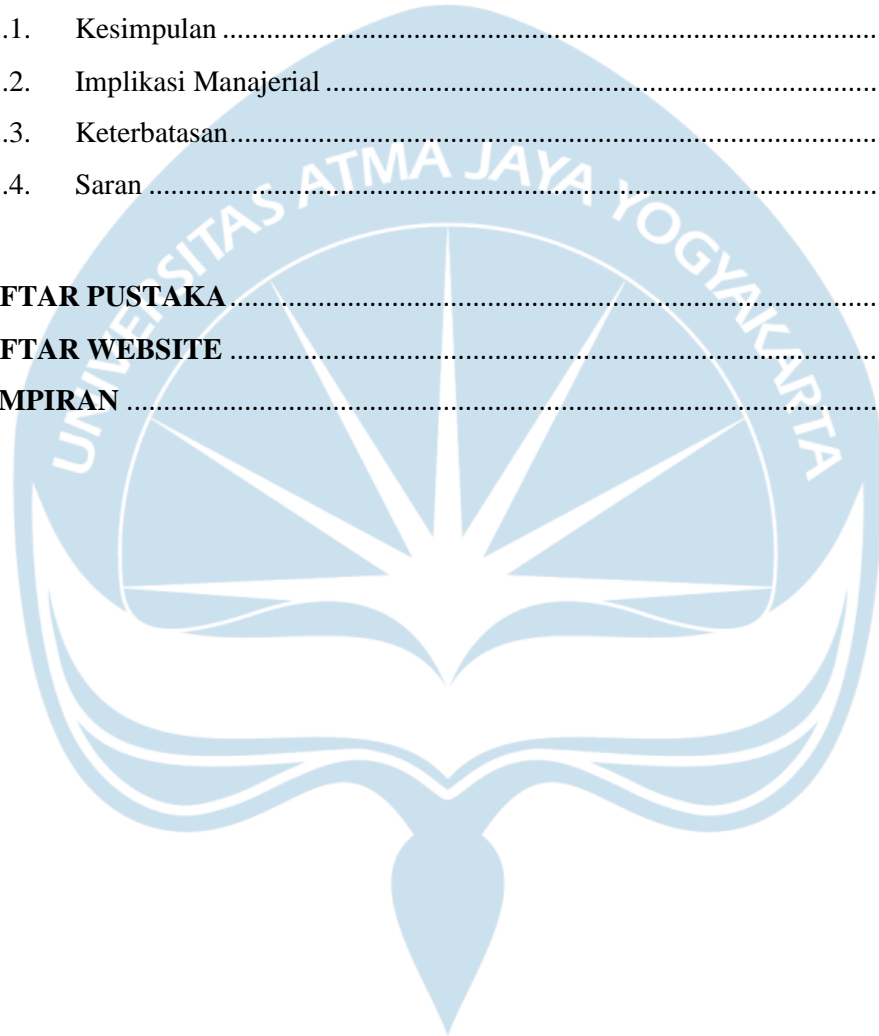 .1. Kesimpulan ........................................................................................
.2. Implikasi Manajerial ..........................................................................
.3. Keterbatasan.......................................................................................
.4. Saran ..................................................................................................
UNIVERSITAS ATMA JAYA YOGYAKARTA
FTAR PUSTAKA.......................................................................................
FTAR WEBSITE .......................................................................................
MPIRAN .....................................................................................................